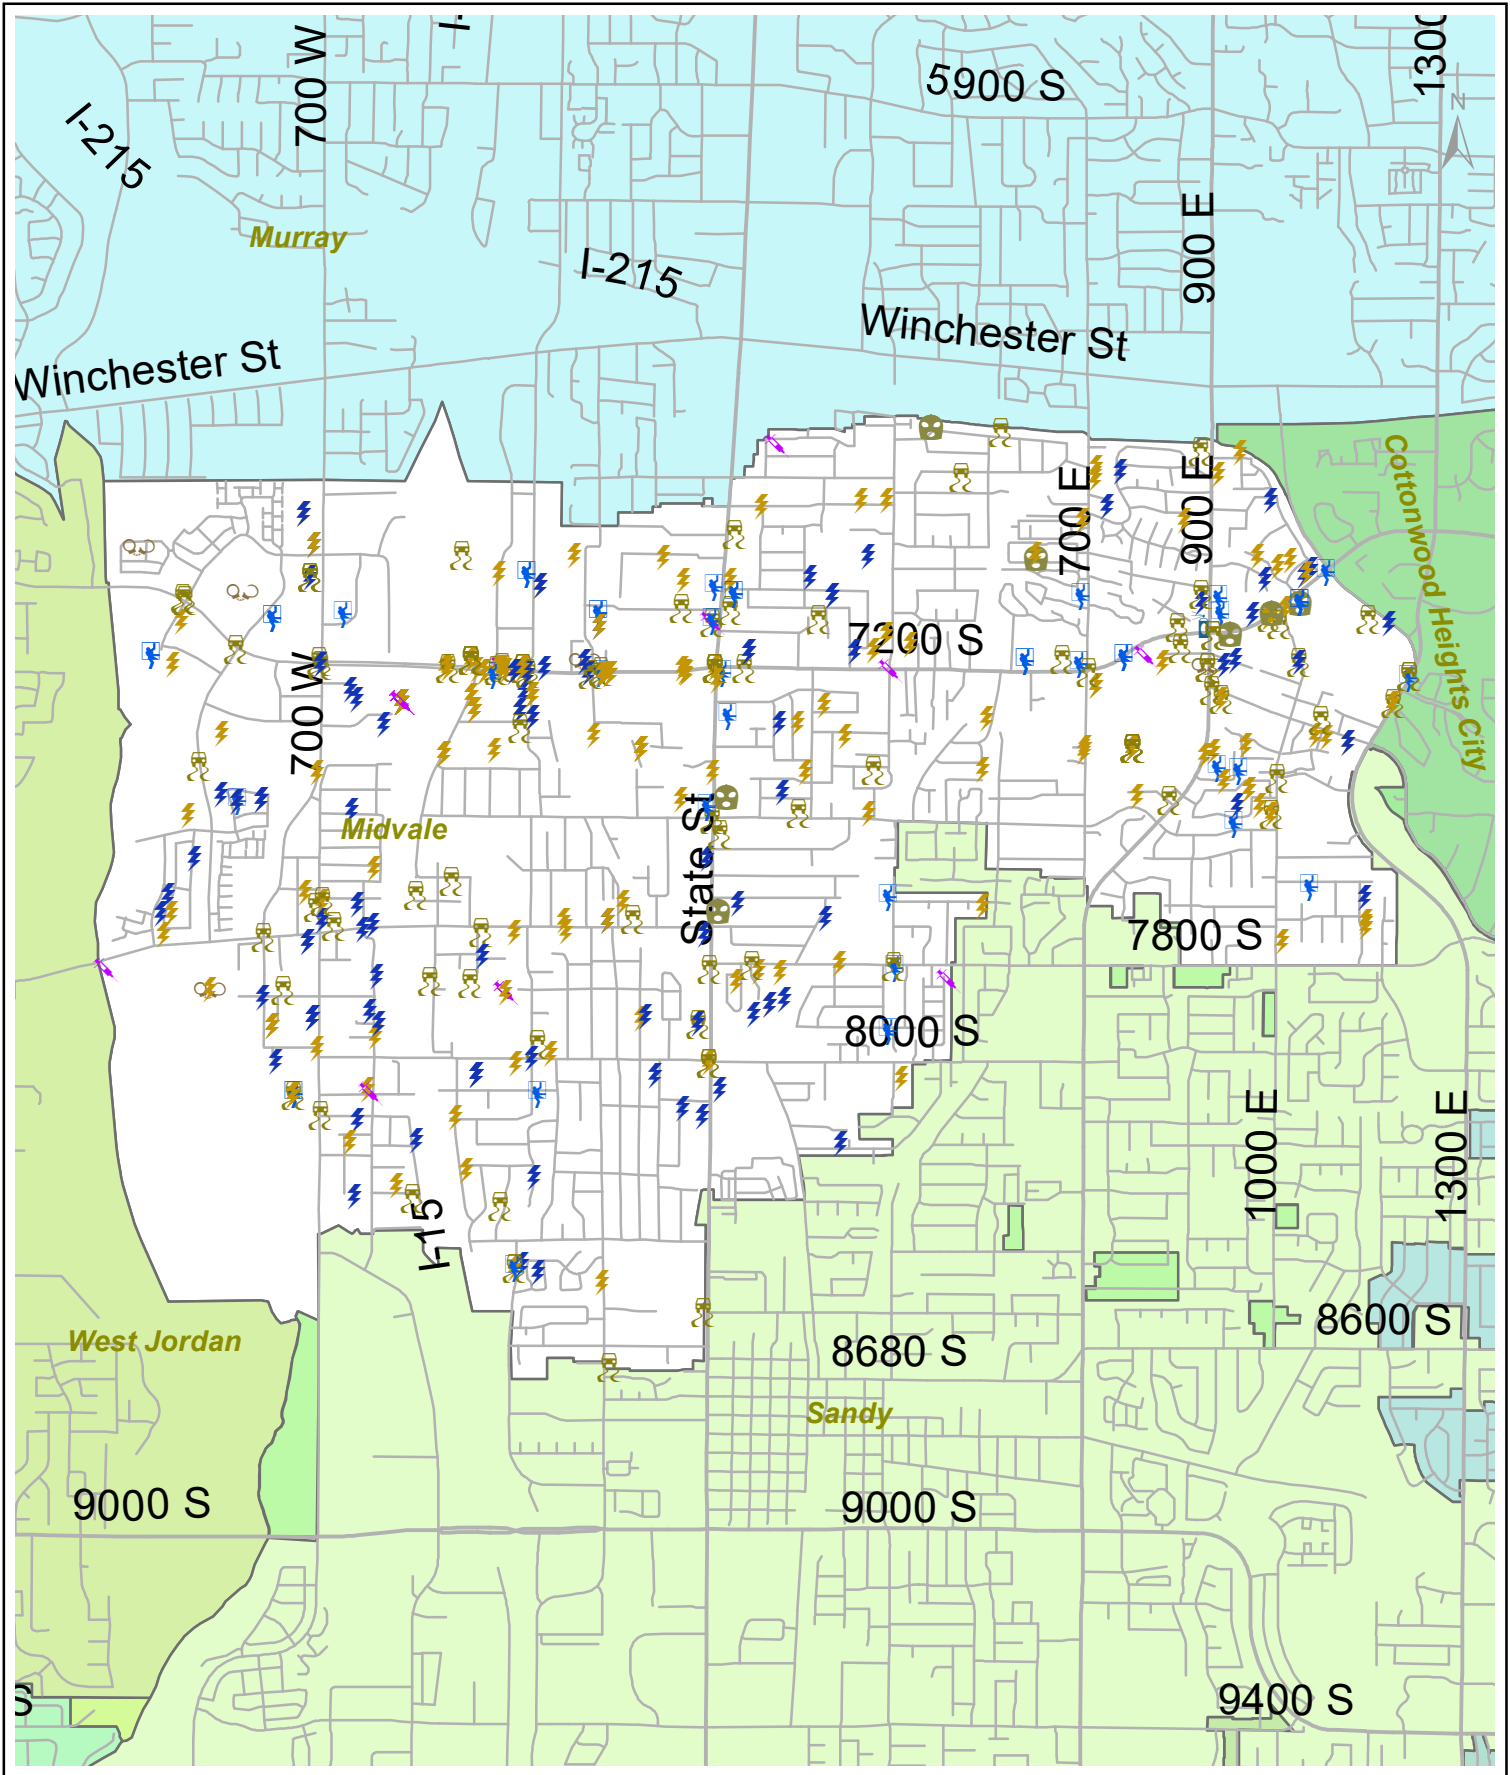 700 W
I-
5900 S
1300
N
I-215
900 E
Murray
I-215
Winchester St
Winchester St
Cottonwood Heights City
700 E
900 E
7200 S
700 W
Midvale
State St
7800 S
8000 S
1000 E
1300 E
I-15
8600 S
West Jordan
8680 S
Sandy
9000 S
9000 S
S
9400 S